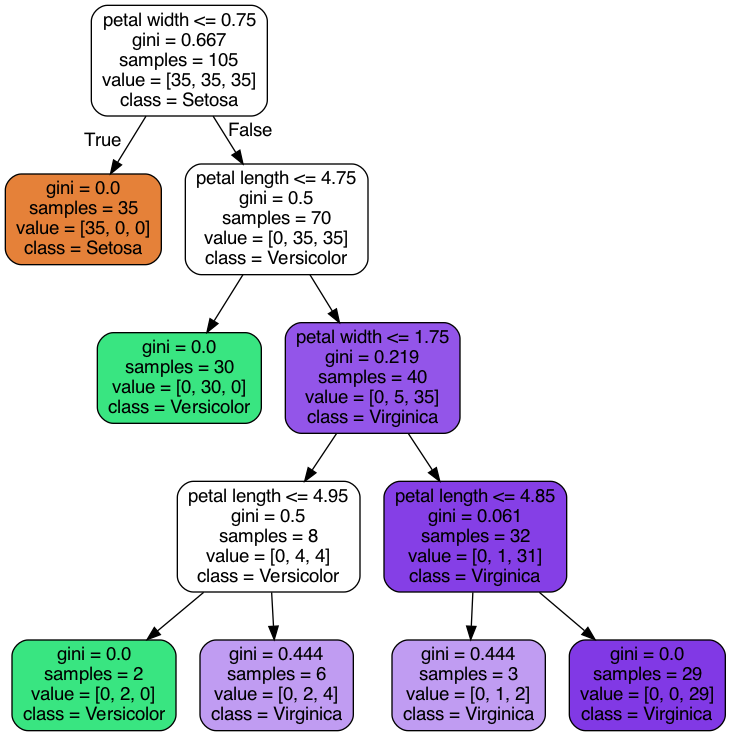 petal width <= 0.75
gini = 0.667
samples = 105
value = [35, 35, 35]
class = Setosa
True
False
gini = 0.0
samples = 35
value = [35, 0, 0]
class = Setosa
petal length <= 4.75
gini = 0.5
samples = 70
value = [0, 35, 35]
class = Versicolor
gini = 0.0
samples = 30
value = [0, 30, 0]
class = Versicolor
petal width <= 1.75
gini = 0.219
samples = 40
value = [0, 5, 35]
class = Virginica
petal length <= 4.95
gini = 0.5
samples = 8
value = [0, 4, 4]
class = Versicolor
petal length <= 4.85
gini = 0.061
samples = 32
value = [0, 1, 31]
class = Virginica
gini = 0.0
samples = 2
value = [0, 2, 0]
class = Versicolor
gini = 0.444
samples = 6
value = [0, 2, 4]
class = Virginica
gini = 0.444
samples = 3
value = [0, 1, 2]
class = Virginica
gini = 0.0
samples = 29
value = [0, 0, 29]
class = Virginica